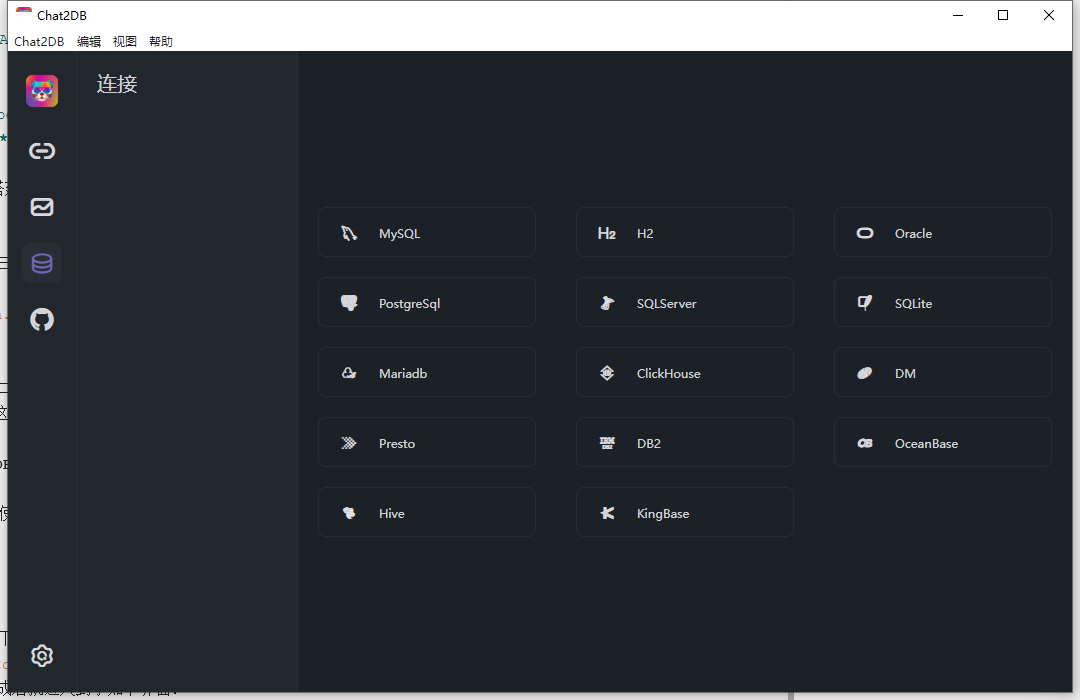 Chat2DB
Chat2DB 编辑 视图 帮助
连接
MySQL H2 Oracle
PostgreSql SQLServer SQLite
Mariadb ClickHouse DM
Presto DB2 OceanBase
Hive KingBase